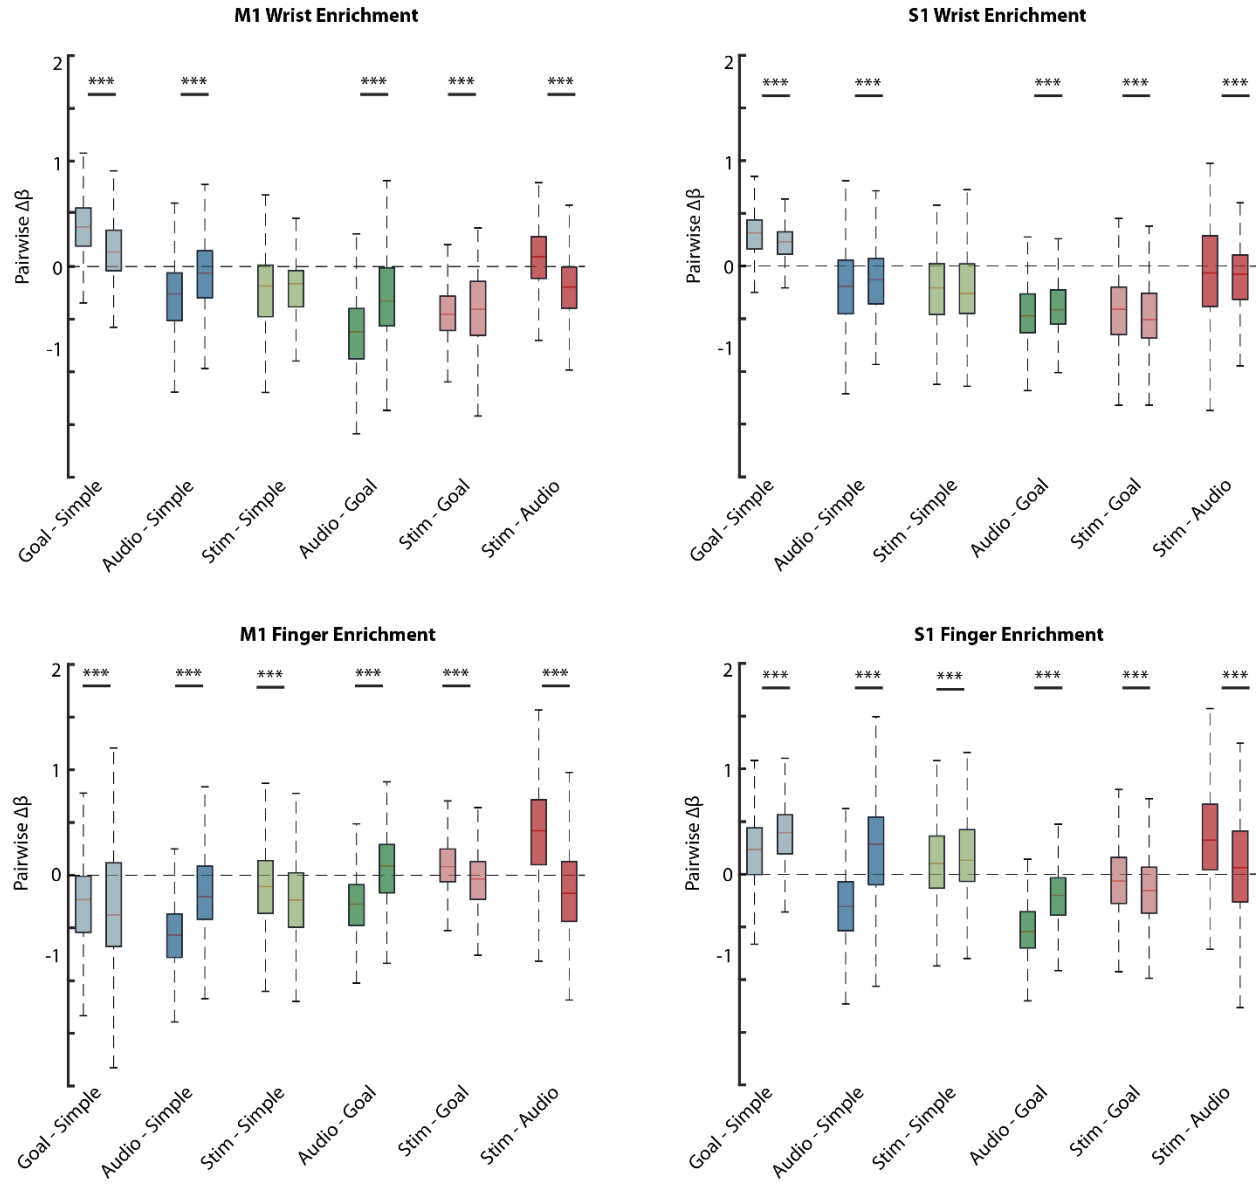 M1 Wrist Enrichment
2
1
0
-1
Pairwise Δβ
*** *** *** *** ***
Goal - Simple
Audio - Simple
Stim - Simple
Audio - Goal
Stim - Goal
Stim - Audio
S1 Wrist Enrichment
2
1
0
-1
Pairwise Δβ
*** *** *** *** ***
Goal - Simple
Audio - Simple
Stim - Simple
Audio - Goal
Stim - Goal
Stim - Audio
M1 Finger Enrichment
2
1
0
-1
Pairwise Δβ
*** *** *** *** *** ***
Goal - Simple
Audio - Simple
Stim - Simple
Audio - Goal
Stim - Goal
Stim - Audio
S1 Finger Enrichment
2
1
0
-1
Pairwise Δβ
*** *** *** *** *** ***
Goal - Simple
Audio - Simple
Stim - Simple
Audio - Goal
Stim - Goal
Stim - Audio